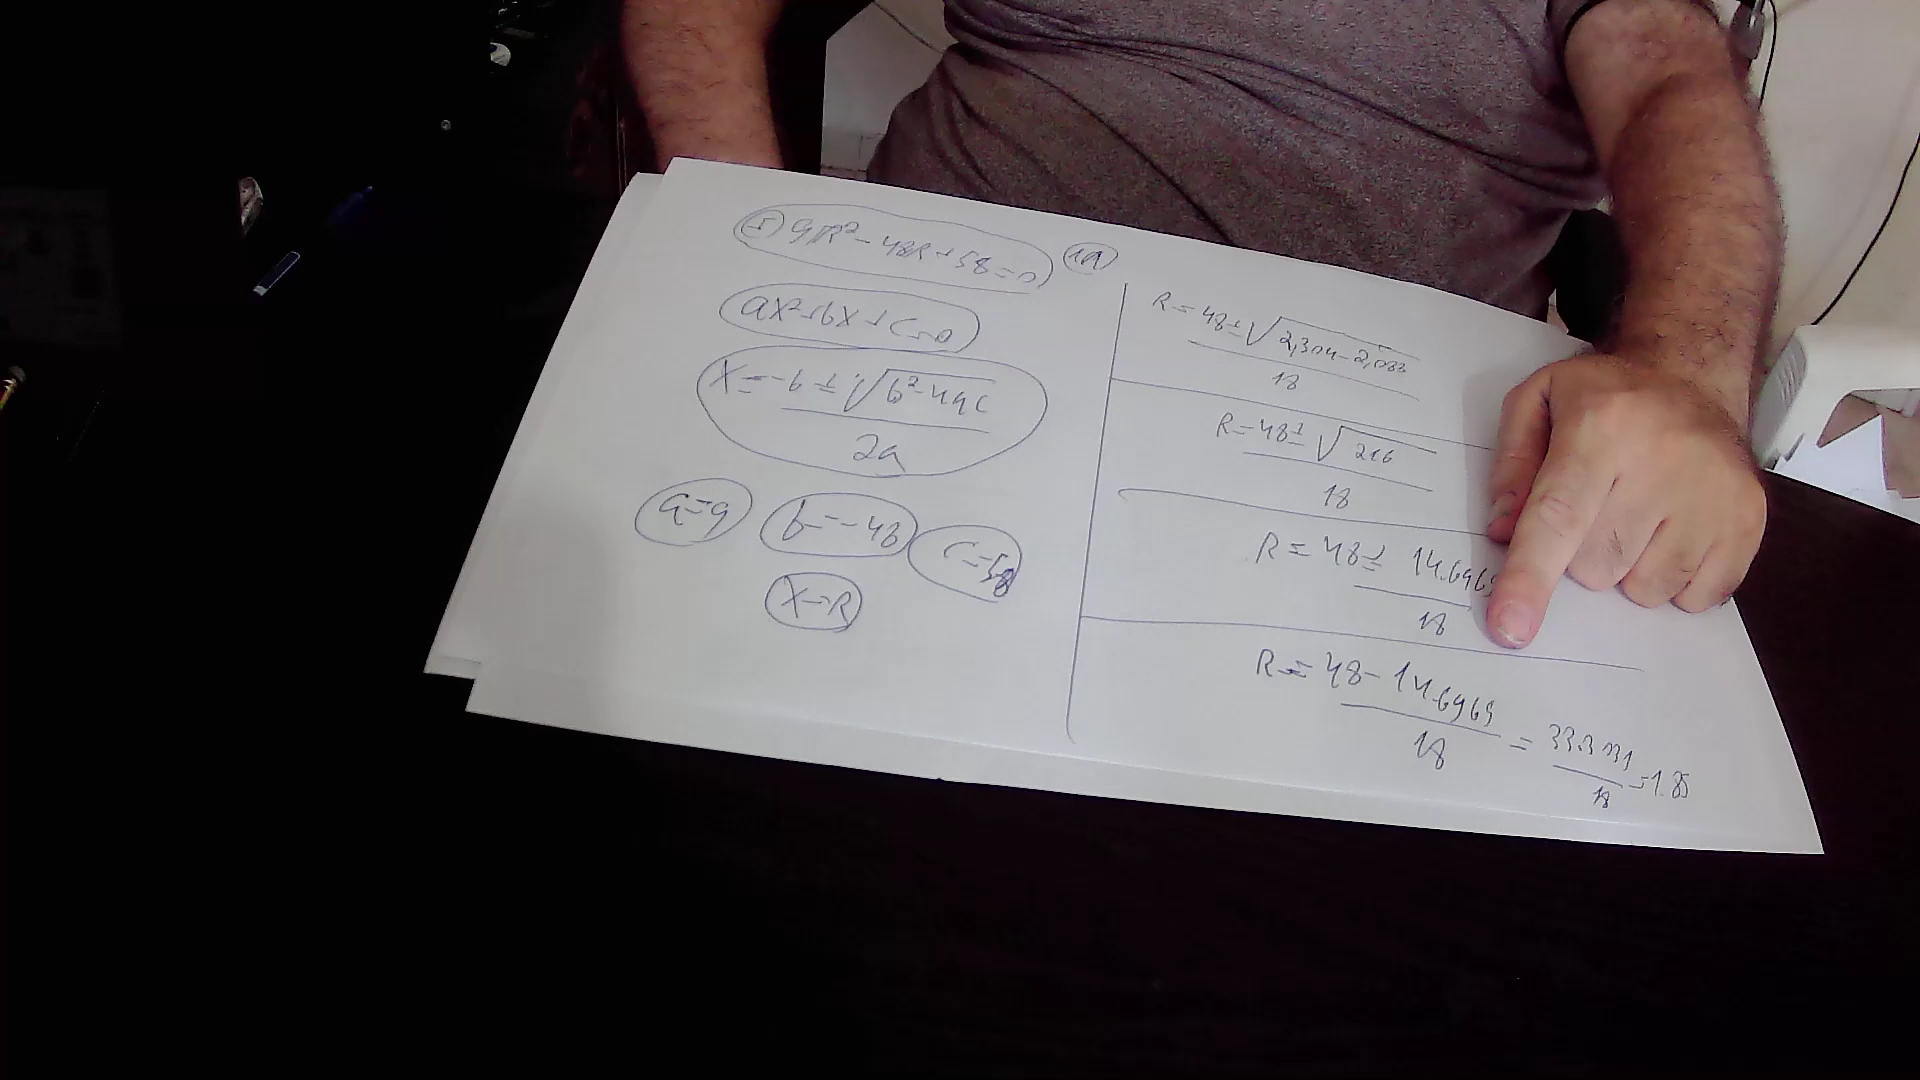 ① 9R² - 48R + 58 = 0
1a
ax² + bx + c = 0
x = -b ± √b² - 4ac
2a
a = 9 b = -48 c = 58
x = R
R = 48 ± √2,304 - 2,088
18
R = 48 ± √216
18
R = 48 ± 14.6969
18
R = 48 - 14.6969
18
= 33.3031
18
= 1.85